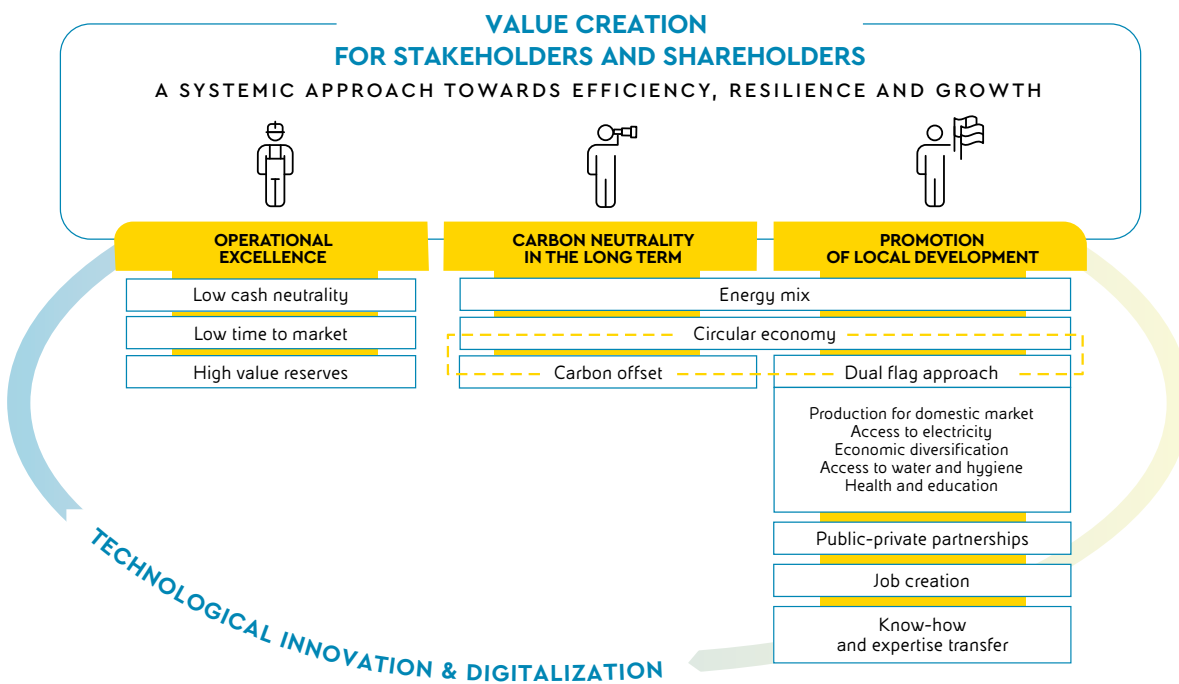 VALUE CREATION
FOR STAKEHOLDERS AND SHAREHOLDERS
A SYSTEMIC APPROACH TOWARDS EFFICIENCY, RESILIENCE AND GROWTH
OPERATIONAL
EXCELLENCE
Low cash neutrality
Low time to market
High value reserves
CARBON NEUTRALITY
IN THE LONG TERM
PROMOTION
OF LOCAL DEVELOPMENT
Energy mix
Circular economy
Carbon offset
Dual flag approach
Production for domestic market
Access to electricity
Economic diversification
Access to water and hygiene
Health and education
Public-private partnerships
Job creation
Know-how
and expertise transfer
TECHNOLOGICAL INNOVATION & DIGITALIZATION